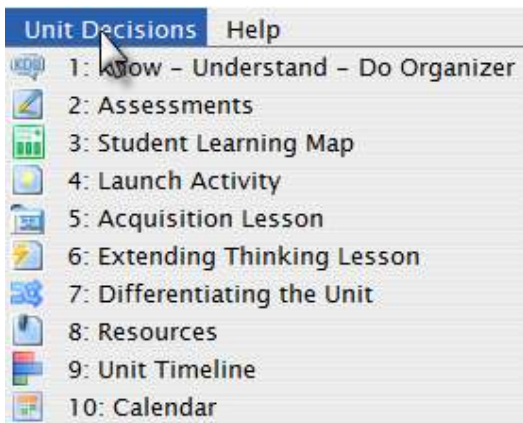 Unit Decisions Help
1: Know – Understand – Do Organizer
2: Assessments
3: Student Learning Map
4: Launch Activity
5: Acquisition Lesson
6: Extending Thinking Lesson
7: Differentiating the Unit
8: Resources
9: Unit Timeline
10: Calendar